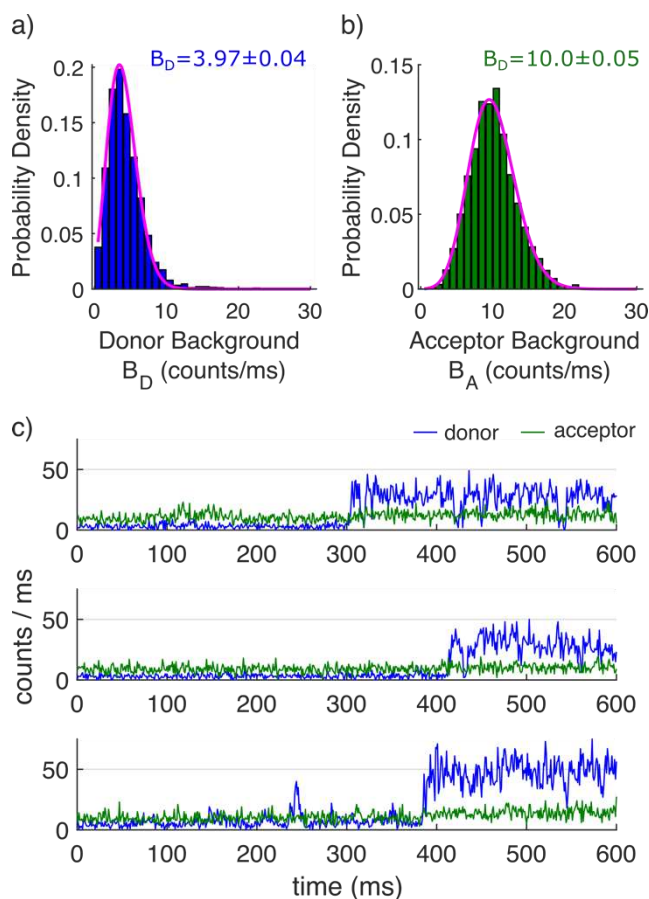 a)
B_D=3.97±0.04
Probability Density
0.2
0.15
0.1
0.05
0
0 10 20 30
Donor Background
B_D (counts/ms)
b)
B_D=10.0±0.05
Probability Density
0.15
0.1
0.05
0
0 10 20 30
Acceptor Background
B_A (counts/ms)
c)
donor acceptor
50
0
0 100 200 300 400 500 600
counts / ms
50
0
0 100 200 300 400 500 600
50
0
0 100 200 300 400 500 600
time (ms)